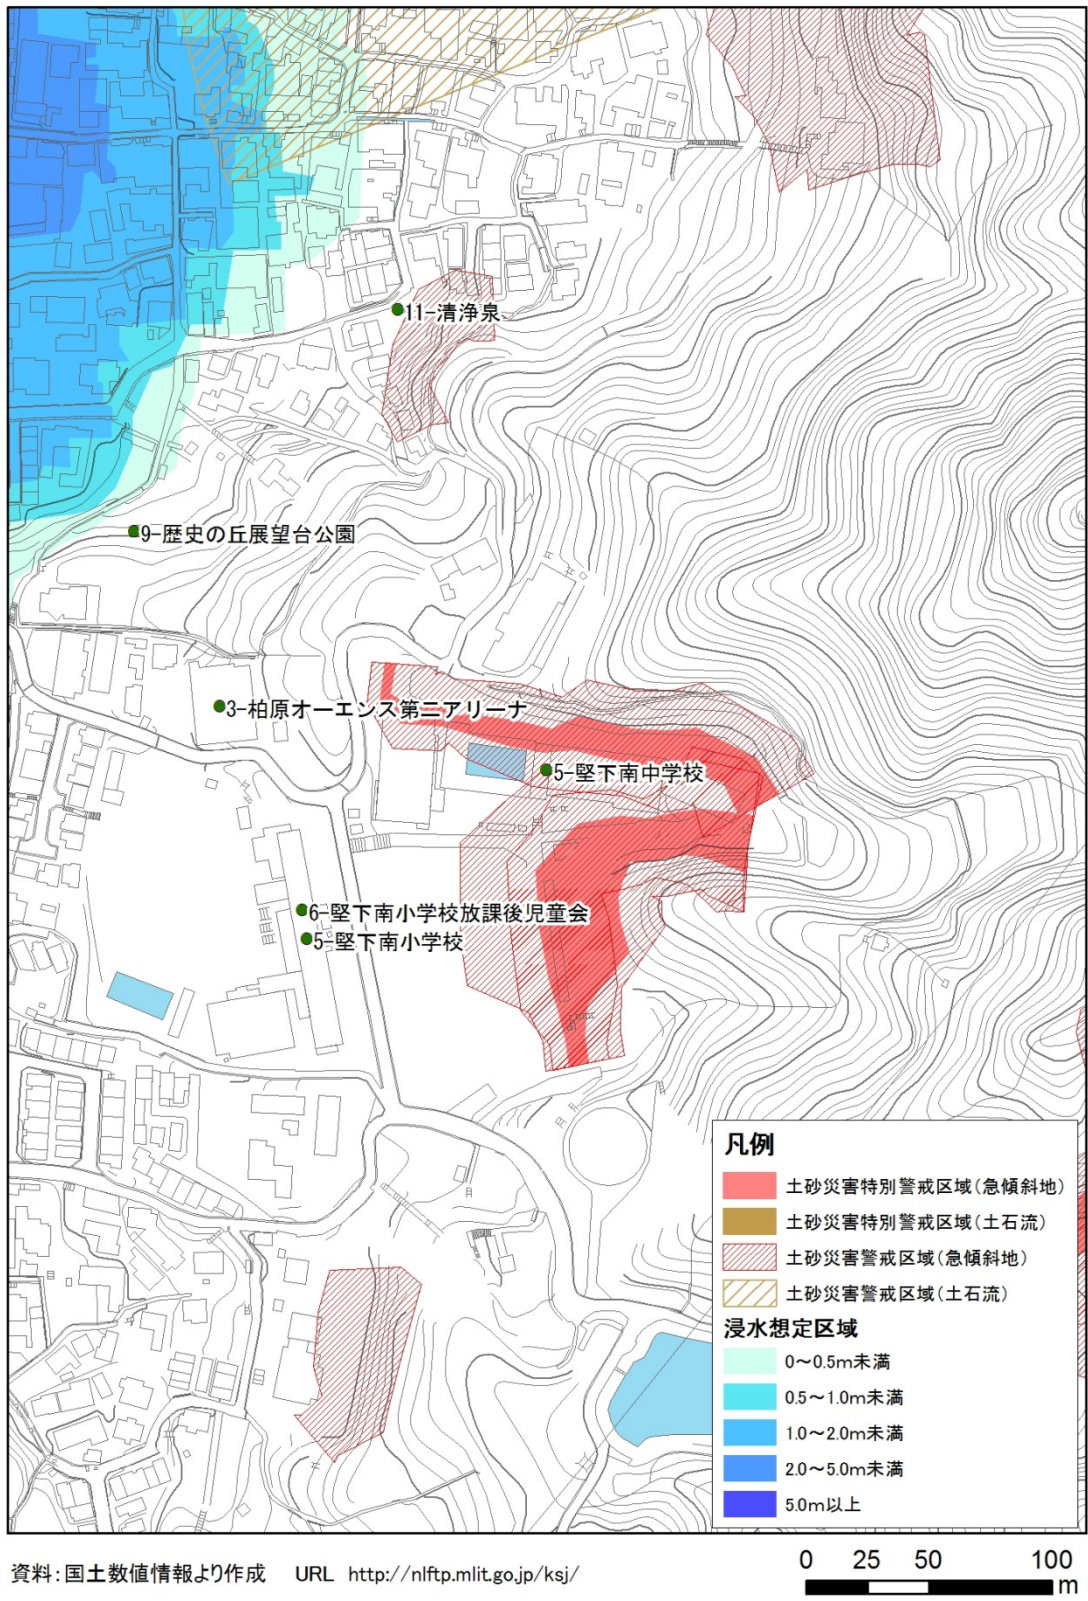 11-清浄泉
9-歴史の丘展望台公園
3-柏原オーエンス第二アリーナ
5-堅下南中学校
6-堅下南小学校放課後児童会
5-堅下南小学校
凡例
土砂災害特別警戒区域(急傾斜地)
土砂災害特別警戒区域(土石流)
土砂災害警戒区域(急傾斜地)
土砂災害警戒区域(土石流)
浸水想定区域
0～0.5m未満
0.5～1.0m未満
1.0～2.0m未満
2.0～5.0m未満
5.0m以上
資料:国土数値情報より作成 URL http://nlftp.mlit.go.jp/ksj/
0 25 50 100
m